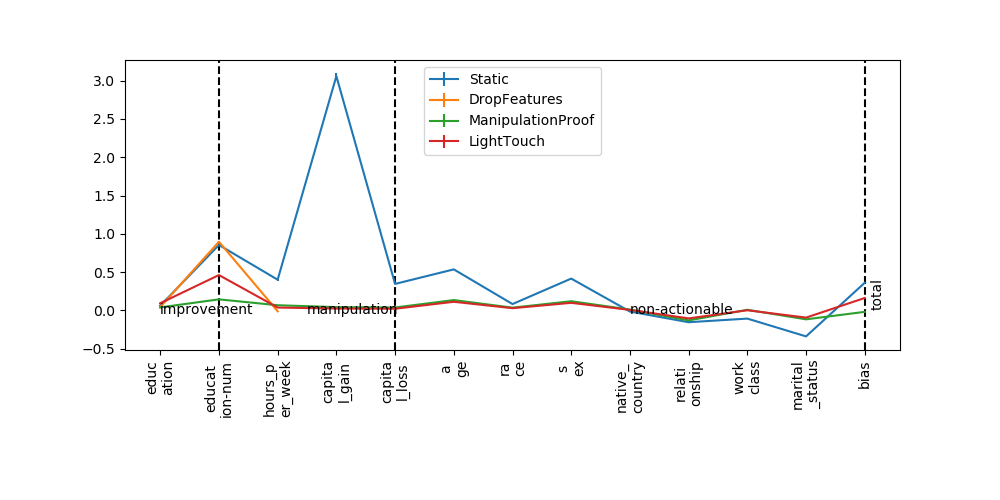 3.0
2.5
2.0
1.5
1.0
0.5
0.0
−0.5
Static
DropFeatures
ManipulationProof
LightTouch
improvement
manipulation
non-actionable
total
educ
ation
educat
ion-num
hours_p
er_week
capita
l_gain
capita
l_loss
a
ge
ra
ce
s
ex
native_
country
relati
onship
work
class
marital
_status
bias